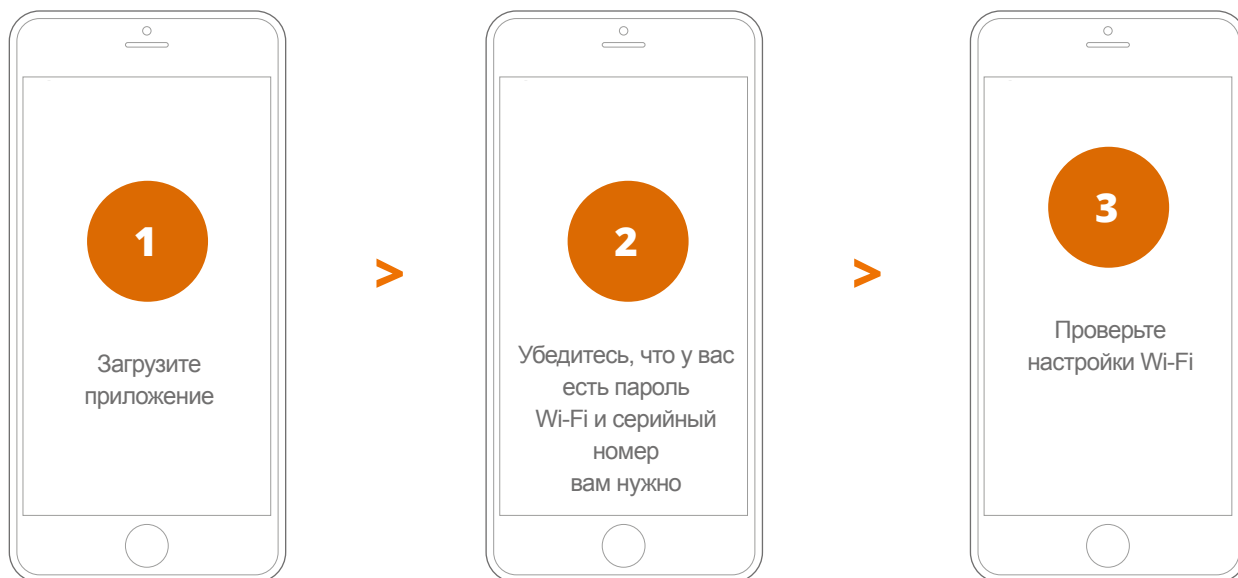 1
Загрузите
приложение
>
2
Убедитесь, что у вас
есть пароль
Wi-Fi и серийный
номер
вам нужно
>
3
Проверьте
настройки Wi-Fi